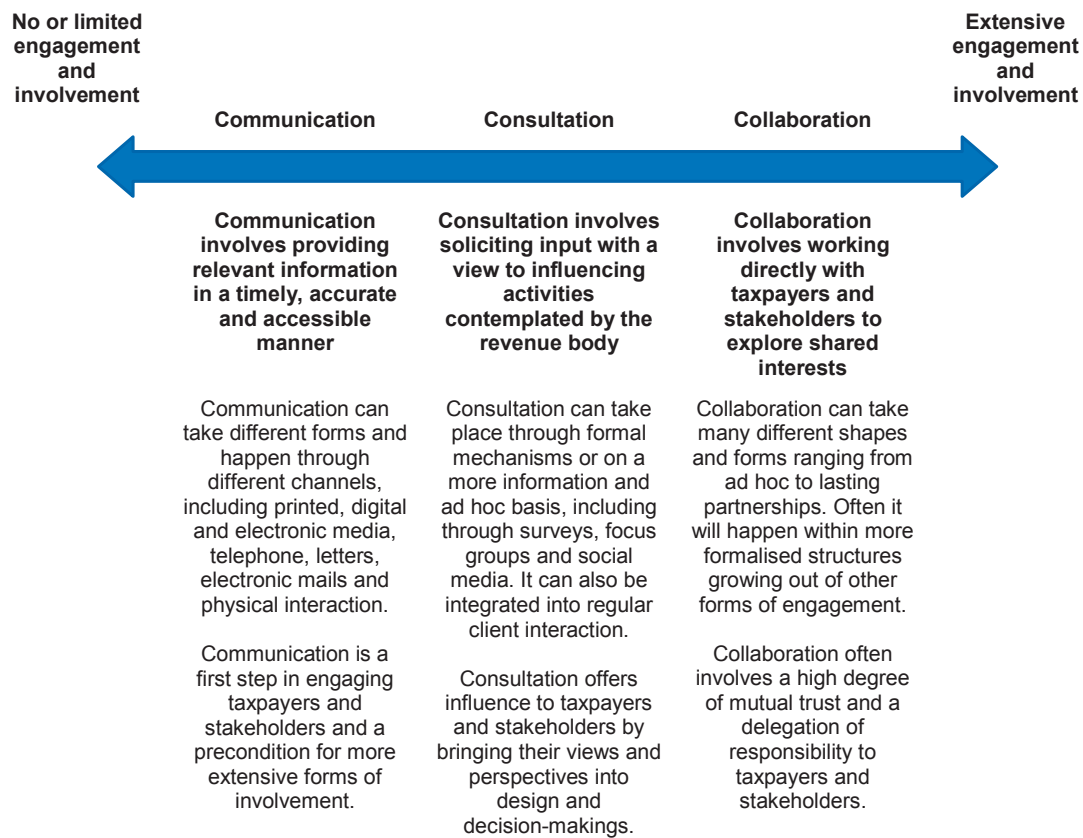 No or limited
engagement
and
involvement
Extensive
engagement
and
involvement
Communication
Consultation
Collaboration
Communication
involves providing
relevant information
in a timely, accurate
and accessible
manner
Communication can
take different forms and
happen through
different channels,
including printed, digital
and electronic media,
telephone, letters,
electronic mails and
physical interaction.
Communication is a
first step in engaging
taxpayers and
stakeholders and a
precondition for more
extensive forms of
involvement.
Consultation involves
soliciting input with a
view to influencing
activities
contemplated by the
revenue body
Consultation can take
place through formal
mechanisms or on a
more information and
ad hoc basis, including
through surveys, focus
groups and social
media. It can also be
integrated into regular
client interaction.
Consultation offers
influence to taxpayers
and stakeholders by
bringing their views and
perspectives into
design and
decision-makings.
Collaboration
involves working
directly with
taxpayers and
stakeholders to
explore shared
interests
Collaboration can take
many different shapes
and forms ranging from
ad hoc to lasting
partnerships. Often it
will happen within more
formalised structures
growing out of other
forms of engagement.
Collaboration often
involves a high degree
of mutual trust and a
delegation of
responsibility to
taxpayers and
stakeholders.